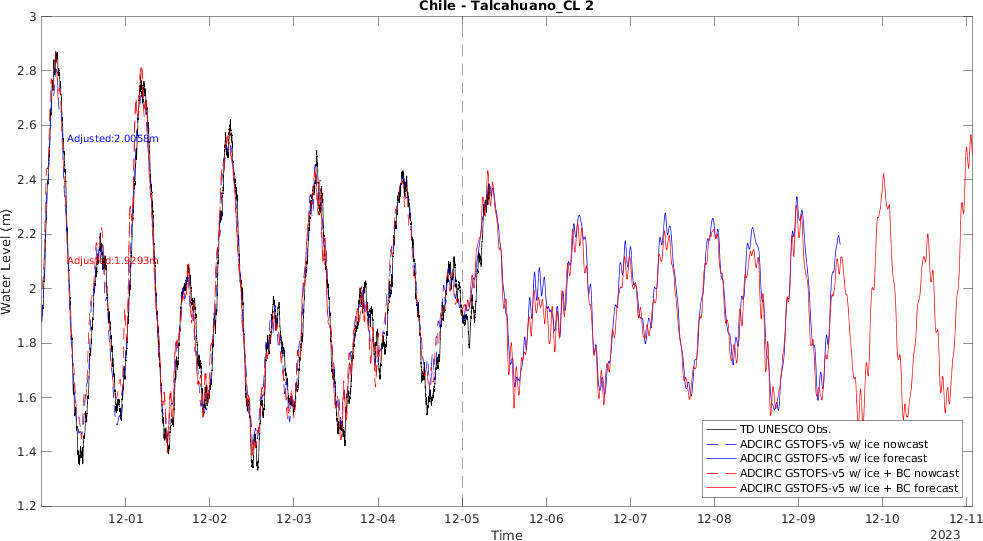 Chile - Talcahuano_CL 2
Water Level (m)
3
2.8
2.6
2.4
2.2
2
1.8
1.6
1.4
1.2
Adjusted:2.0058m
Adjusted:1.9293m
TD UNESCO Obs.
ADCIRC GSTOFS-v5 w/ ice nowcast
ADCIRC GSTOFS-v5 w/ ice forecast
ADCIRC GSTOFS-v5 w/ ice + BC nowcast
ADCIRC GSTOFS-v5 w/ ice + BC forecast
12-01 12-02 12-03 12-04 12-05 12-06 12-07 12-08 12-09 12-10 12-11
Time
2023